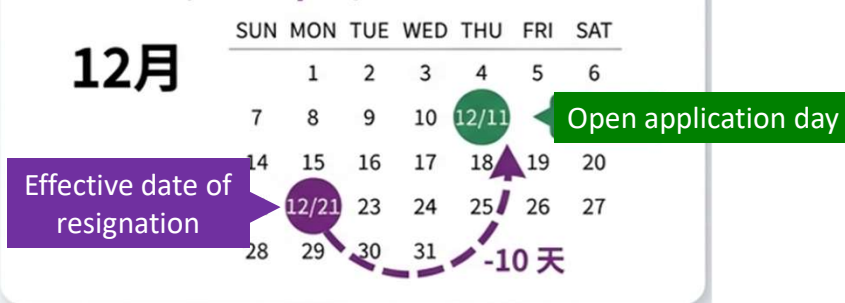 12月
SUN MON TUE WED THU FRI SAT
1 2 3 4 5 6
7 8 9 10 12/11
Open application day
14 15 16 17 18 19 20
Effective date of
resignation
12/21 23 24 25 26 27
28 29 30 31
-10 天